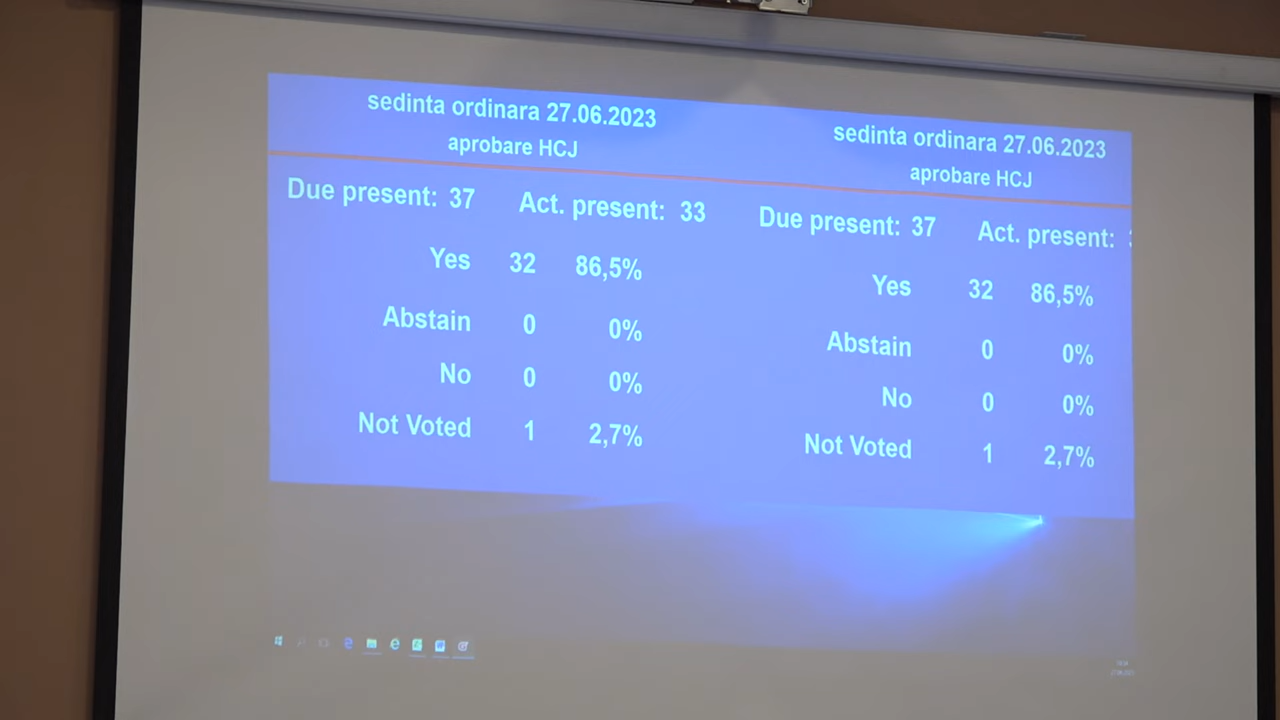 sedinta ordinara 27.06.2023
aprobare HCJ
Due present: 37 Act. present: 33
Yes 32 86,5%
Abstain 0 0%
No 0 0%
Not Voted 1 2,7%
sedinta ordinara 27.06.2023
aprobare HCJ
Due present: 37 Act. present:
Yes 32 86,5%
Abstain 0 0%
No 0 0%
Not Voted 1 2,7%